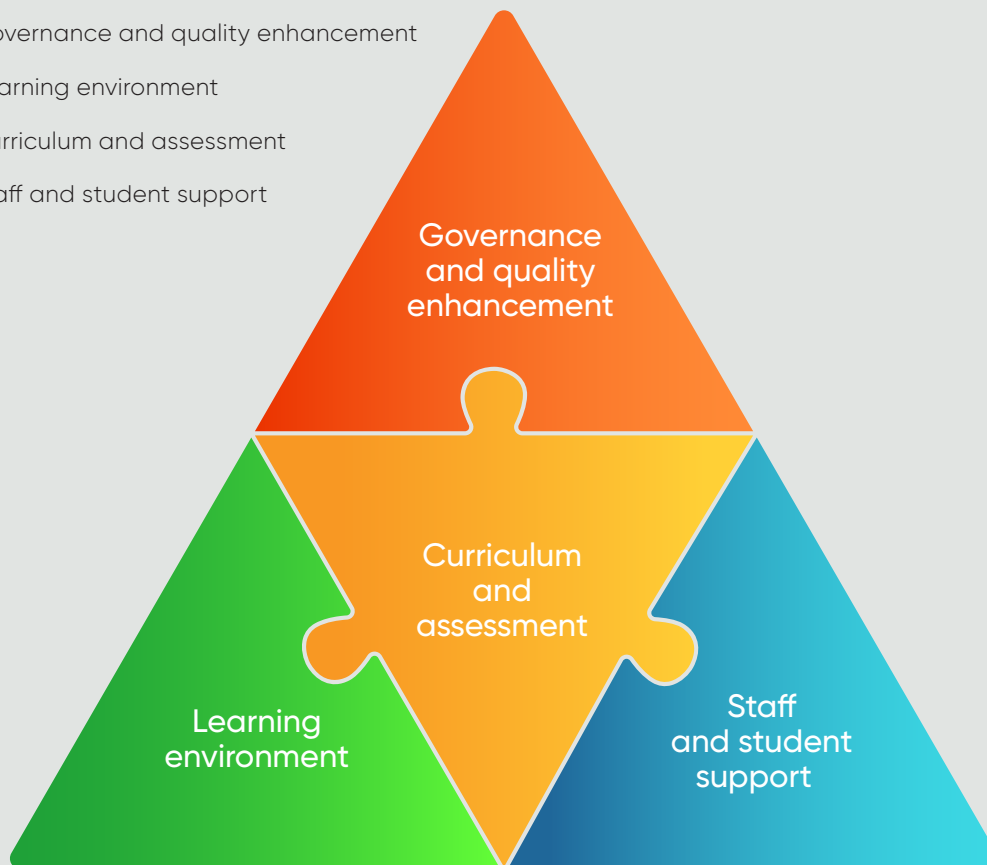 overnance and quality enhancement
arning environment
rriculum and assessment
aff and student support
Governance
and quality
enhancement
Curriculum
and
assessment
Learning
environment
Staff
and student
support